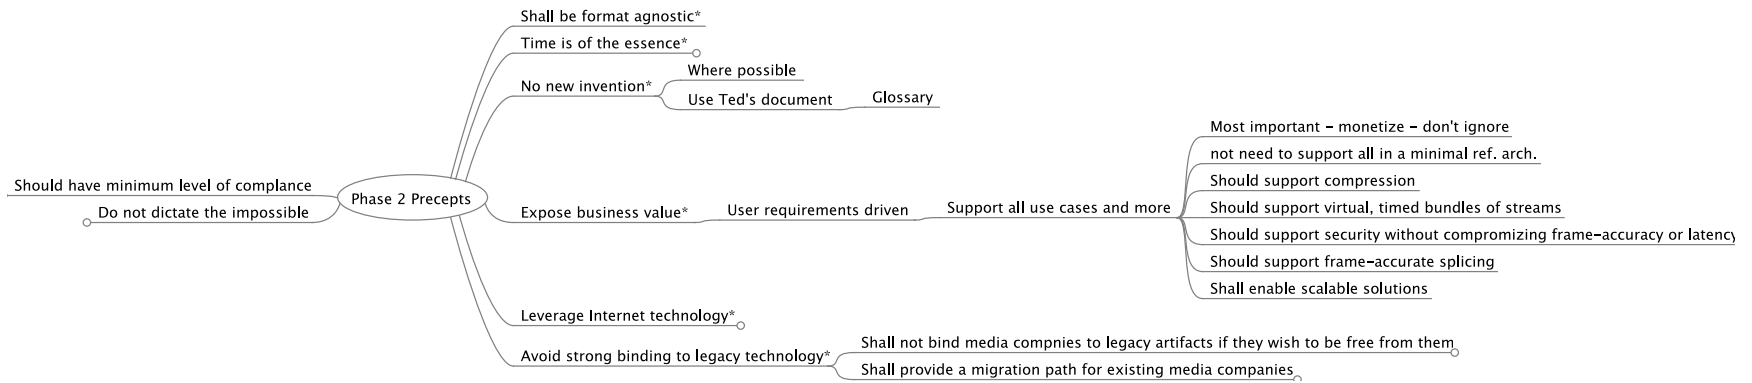 Shall be format agnostic*
Time is of the essence*
No new invention*
Where possible
Use Ted's document
Glossary
Should have minimum level of complance
Do not dictate the impossible
Phase 2 Precepts
Expose business value*
User requirements driven
Support all use cases and more
Most important – monetize – don't ignore
not need to support all in a minimal ref. arch.
Should support compression
Should support virtual, timed bundles of streams
Should support security without compromizing frame–accuracy or latency
Should support frame–accurate splicing
Shall enable scalable solutions
Leverage Internet technology*
Avoid strong binding to legacy technology*
Shall not bind media compnies to legacy artifacts if they wish to be free from them
Shall provide a migration path for existing media companies